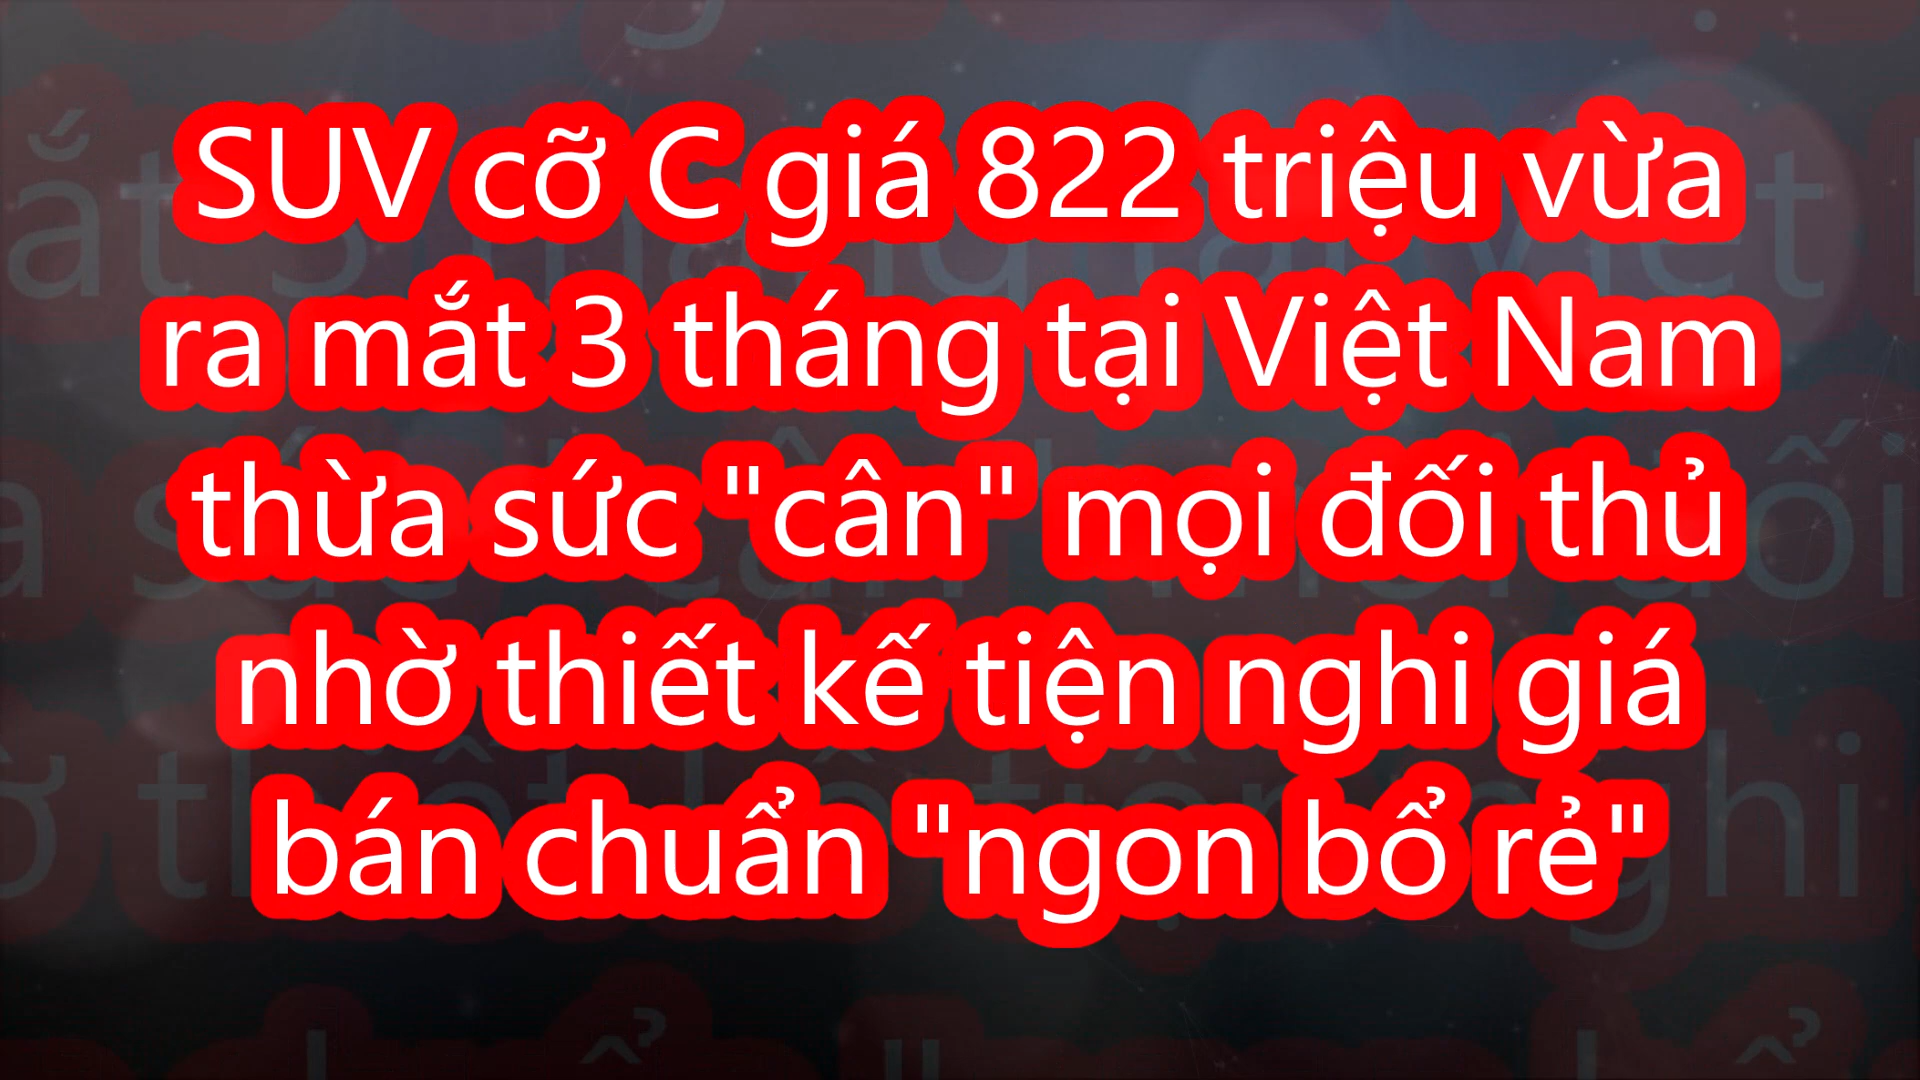 SUV cỡ C giá 822 triệu vừa
ra mắt 3 tháng tại Việt Nam
thừa sức "cân" mọi đối thủ
nhờ thiết kế tiện nghi giá
bán chuẩn "ngon bổ rẻ"